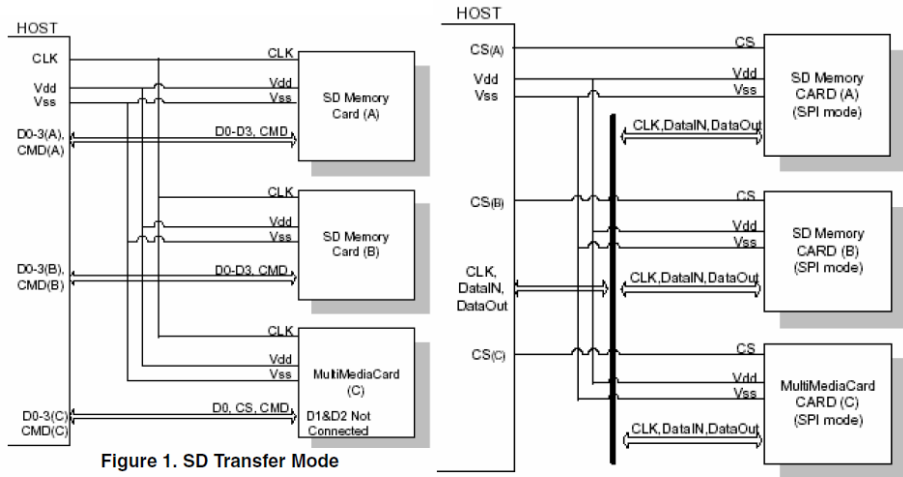 HOST
CLK
CLK
Vdd
Vdd
Vss
Vss
SD Memory
Card (A)
D0-3(A),
CMD(A)
D0-D3, CMD
CLK
Vdd
Vss
SD Memory
Card (B)
D0-3(B),
CMD(B)
D0-D3, CMD
CLK
Vdd
Vss
MultiMediaCard
(C)
D0-3(C)
CMD(C)
D0, CS, CMD
D1&D2 Not
Connected
Figure 1. SD Transfer Mode
HOST
CS(A)
CS
Vdd
Vdd
Vss
Vss
SD Memory
CARD (A)
(SPI mode)
CLK,DataIN,DataOut
CS(B)
CS
Vdd
Vss
SD Memory
CARD (B)
(SPI mode)
CLK,
DataIN,
DataOut
CLK,DataIN,DataOut
CS(C)
CS
Vdd
Vss
MultiMediaCard
CARD (C)
(SPI mode)
CLK,DataIN,DataOut